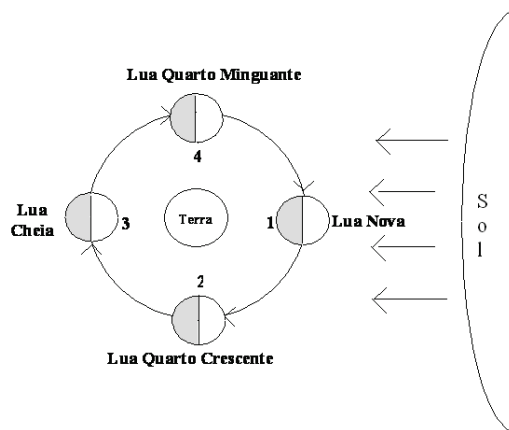 Lua Quarto Minguante
4
Lua
Cheia
3
Terra
1
Lua Nova
2
Lua Quarto Crescente
S
o
l